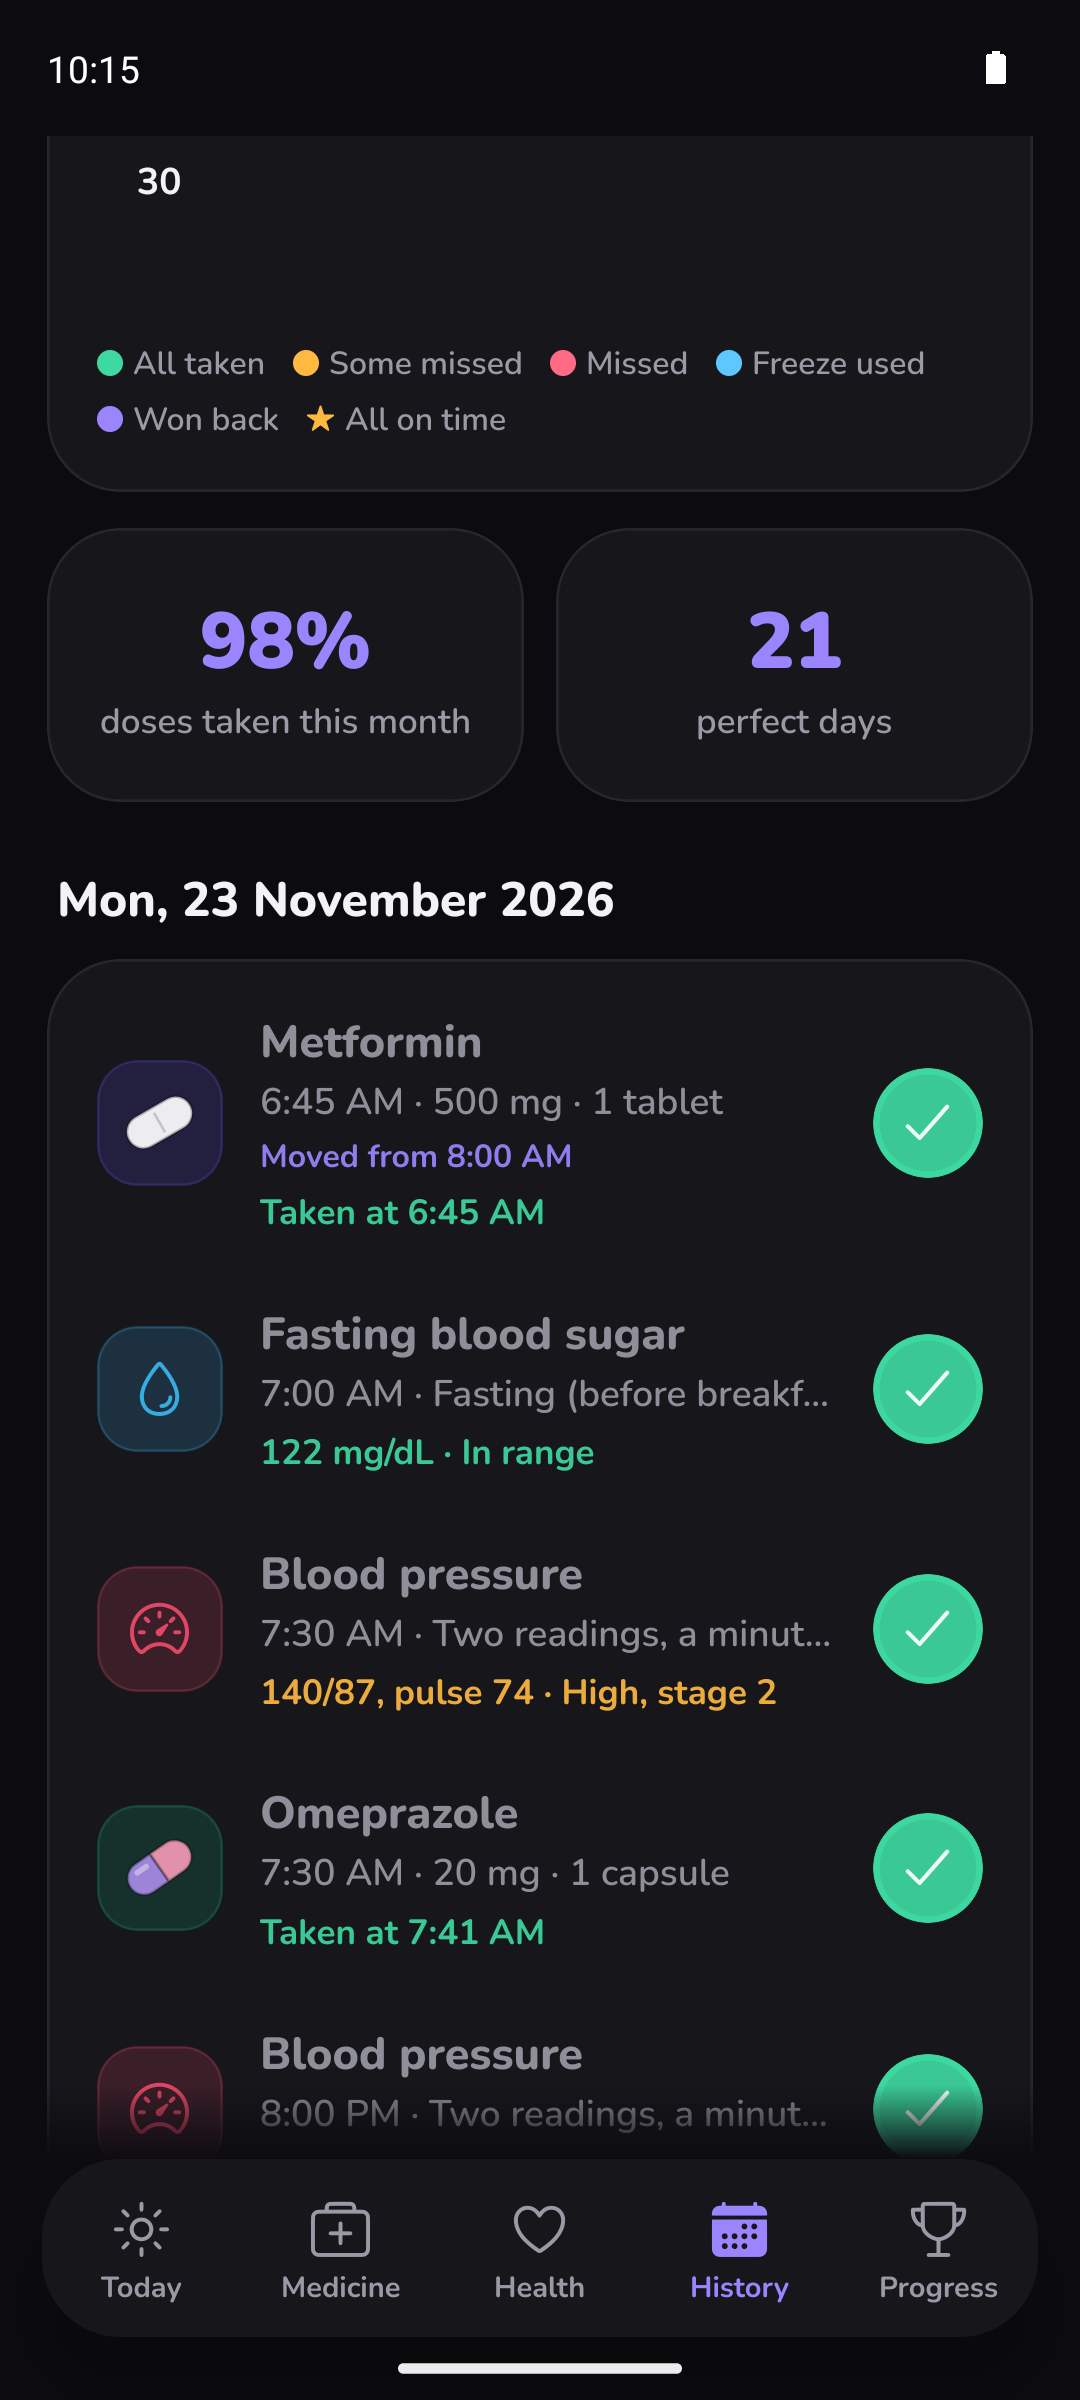 10:15
30
All taken
Some missed
Missed
Freeze used
Won back
All on time
98%
doses taken this month
21
perfect days
Mon, 23 November 2026
Metformin
6:45 AM · 500 mg · 1 tablet
Moved from 8:00 AM
Taken at 6:45 AM
Fasting blood sugar
7:00 AM · Fasting (before breakf...
122 mg/dL · In range
Blood pressure
7:30 AM · Two readings, a minut...
140/87, pulse 74 · High, stage 2
Omeprazole
7:30 AM · 20 mg · 1 capsule
Taken at 7:41 AM
Blood pressure
8:00 PM · Two readings, a minut...
Today
Medicine
Health
History
Progress